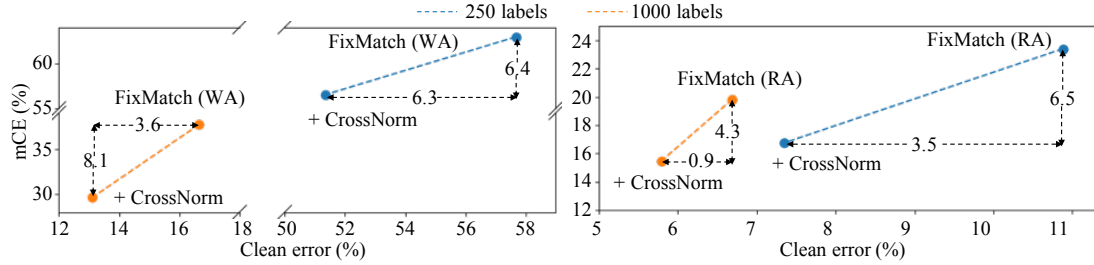 250 labels
1000 labels
mCE (%)
60
55
35
30
FixMatch (WA)
6.4
6.3
+ CrossNorm
FixMatch (WA)
3.6
8.1
+ CrossNorm
12 14 16 18 50 52 54 56 58
Clean error (%)
24
22
20
18
16
14
12
FixMatch (RA)
6.5
3.5
+ CrossNorm
FixMatch (RA)
4.3
0.9
+ CrossNorm
5 6 7 8 9 10 11
Clean error (%)